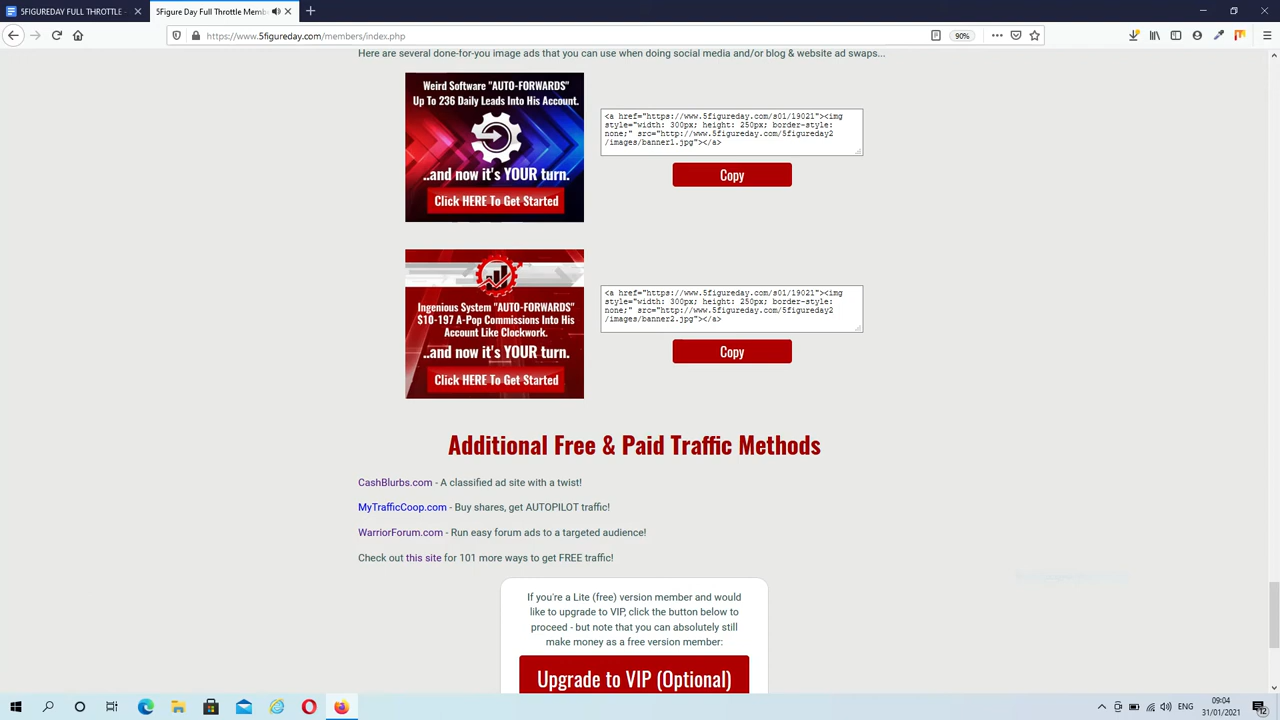 5FIGUREDAY FULL THROTTLE -
5Figure Day Full Throttle Memb
https://www.5figureday.com/members/index.php
90%
Here are several done-for-you image ads that you can use when doing social media and/or blog & website ad swaps...
Weird Software "AUTO-FORWARDS"
Up To 236 Daily Leads Into His Account.
..and now it's YOUR turn.
Click HERE To Get Started
<a href="https://www.5figureday.com/s01/19021"><img
style="width: 300px; height: 250px; border-style:
none;" src="http://www.5figureday.com/5figureday2
/images/banner1.jpg"></a>
Copy
Ingenious System "AUTO-FORWARDS"
$10-197 A-Pop Commissions Into His
Account Like Clockwork.
..and now it's YOUR turn.
Click HERE To Get Started
<a href="https://www.5figureday.com/s01/19021"><img
style="width: 300px; height: 250px; border-style:
none;" src="http://www.5figureday.com/5figureday2
/images/banner2.jpg"></a>
Copy
Additional Free & Paid Traffic Methods
CashBlurbs.com - A classified ad site with a twist!
MyTrafficCoop.com - Buy shares, get AUTOPILOT traffic!
WarriorForum.com - Run easy forum ads to a targeted audience!
Check out this site for 101 more ways to get FREE traffic!
If you're a Lite (free) version member and would
like to upgrade to VIP, click the button below to
proceed - but note that you can absolutely still
make money as a free version member:
Upgrade to VIP (Optional)
ENG
09:04
31/01/2021
12